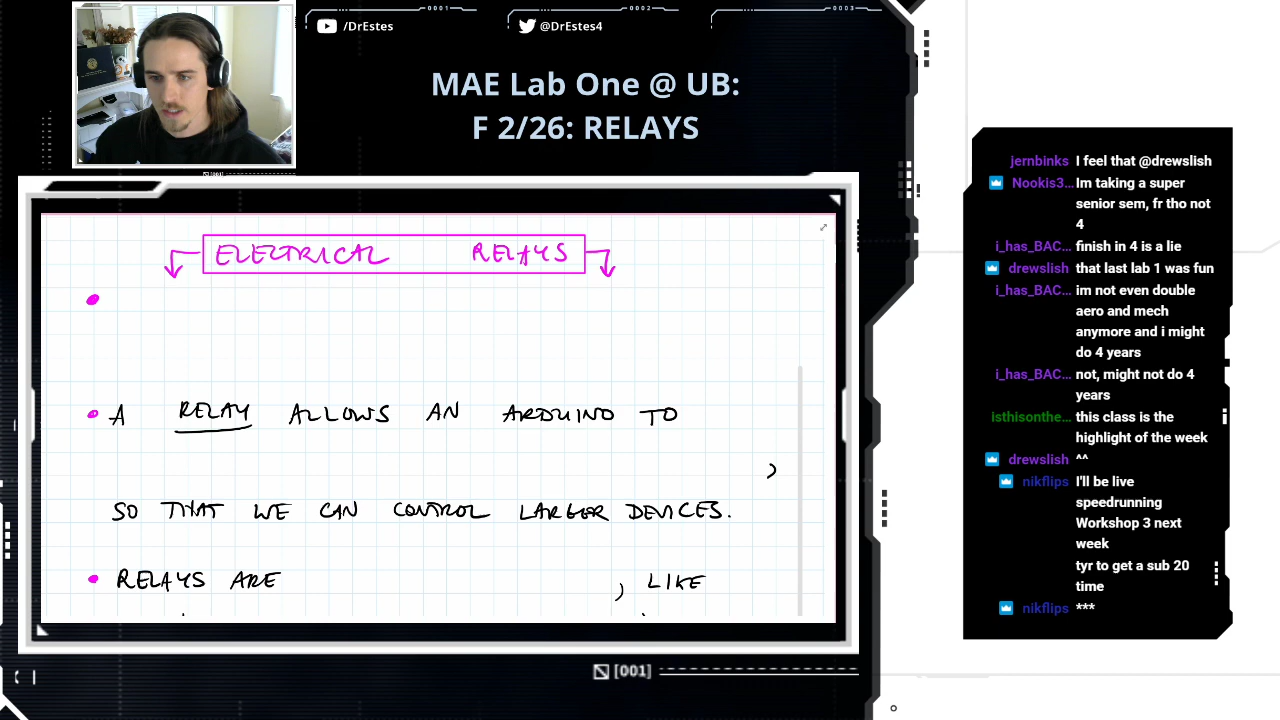 0001
0002
0003
/DrEstes
@DrEstes4
MAE Lab One @ UB:
F 2/26: RELAYS
[001]
ELECTRICAL RELAYS
• A RELAY ALLOWS AN ARDUINO TO
,
SO THAT WE CAN CONTROL LARGER DEVICES.
• RELAYS ARE , LIKE
[001]
jernbinks I feel that @drewslish
Nookis3... Im taking a super
senior sem, fr tho not
4
i_has_BAC... finish in 4 is a lie
drewslish that last lab 1 was fun
i_has_BAC... im not even double
aero and mech
anymore and i might
do 4 years
i_has_BAC... not, might not do 4
years
isthisonthe... this class is the
highlight of the week
drewslish ^^
nikflips I'll be live
speedrunning
Workshop 3 next
week
tyr to get a sub 20
time
nikflips ***